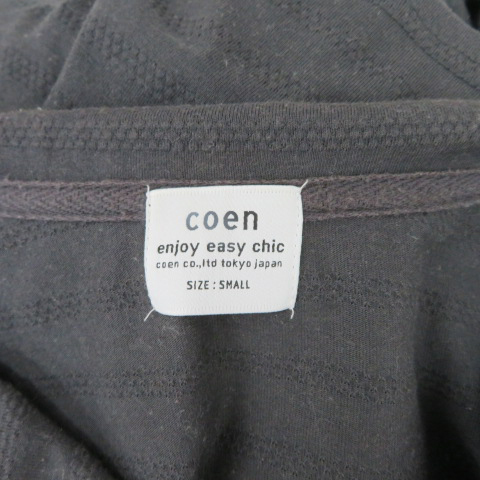 coen
enjoy easy chic
coen co.,ltd tokyo japan
SIZE : SMALL